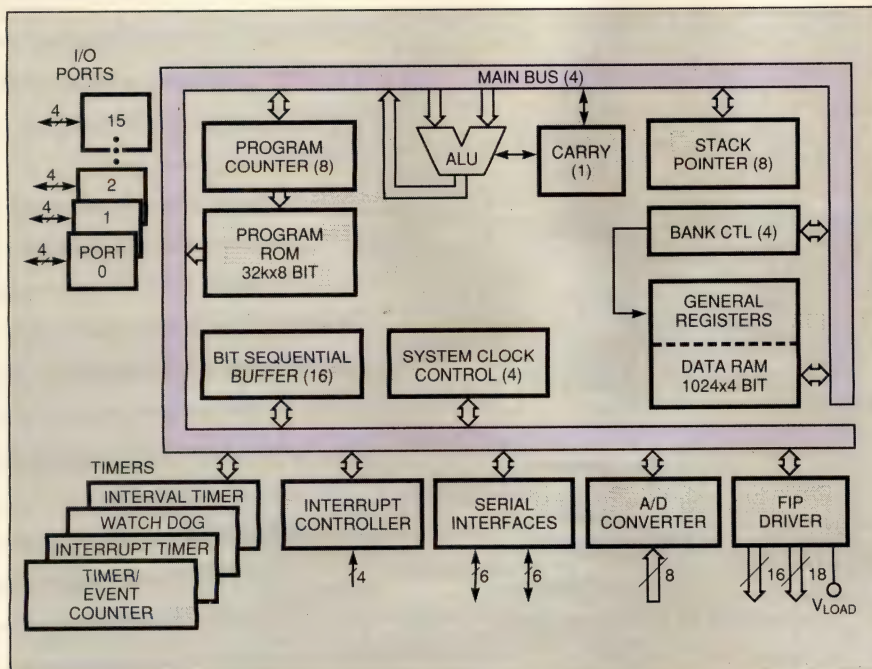 I/O
PORTS
4
15
4
2
4
1
4
PORT
0
MAIN BUS (4)
PROGRAM
COUNTER (8)
ALU
CARRY
(1)
STACK
POINTER
(8)
PROGRAM
ROM
32kx8 BIT
BANK CTL (4)
GENERAL
REGISTERS
DATA RAM
1024x4 BIT
BIT SEQUENTIAL
BUFFER (16)
SYSTEM CLOCK
CONTROL (4)
TIMERS
INTERVAL TIMER
WATCH DOG
INTERRUPT TIMER
TIMER/
EVENT
COUNTER
INTERRUPT
CONTROLLER
4
SERIAL
INTERFACES
6
6
A/D
CONVERTER
8
FIP
DRIVER
16
18
VLOAD